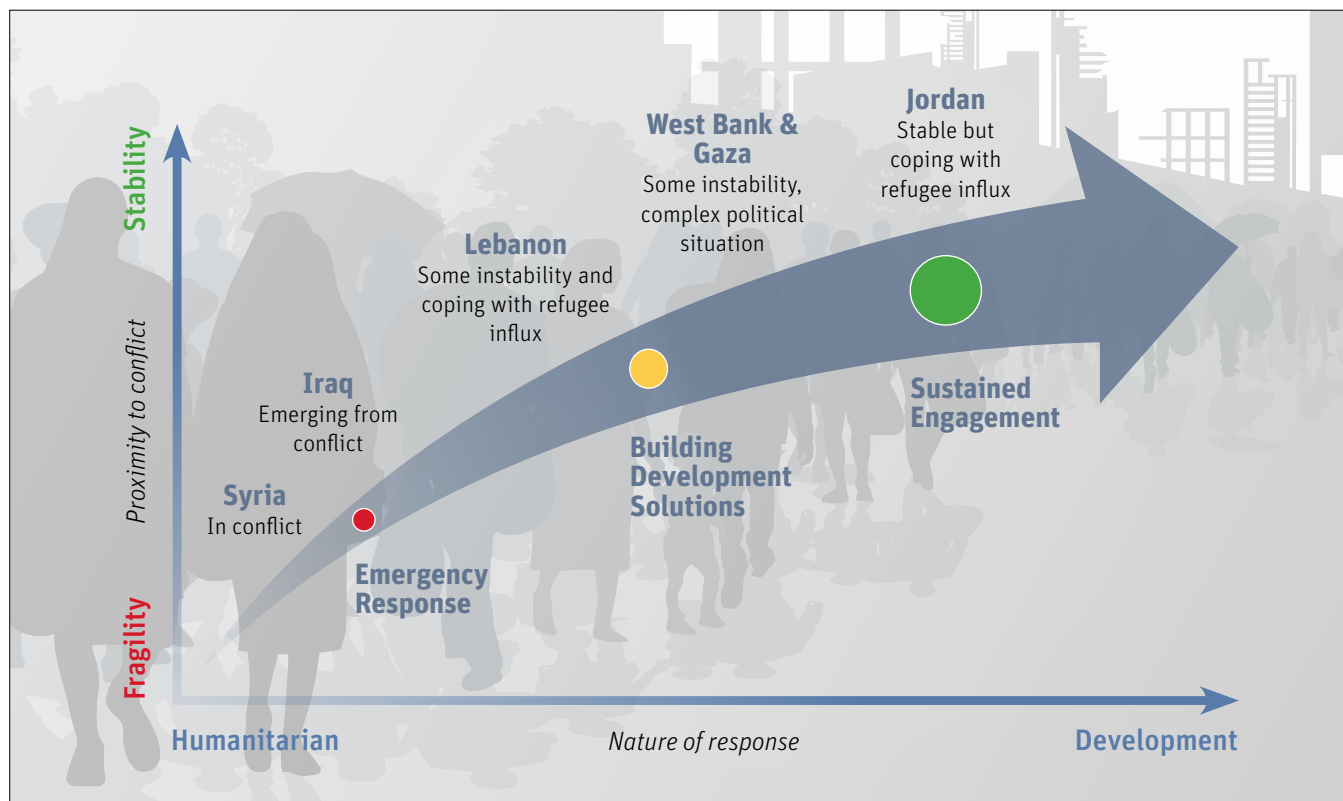 Stability
Proximity to conflict
Fragility
Syria
In conflict
Iraq
Emerging from
conflict
Lebanon
Some instability and
coping with refugee
influx
West Bank &
Gaza
Some instability,
complex political
situation
Jordan
Stable but
coping with
refugee influx
Emergency
Response
Building
Development
Solutions
Sustained
Engagement
Humanitarian
Nature of response
Development